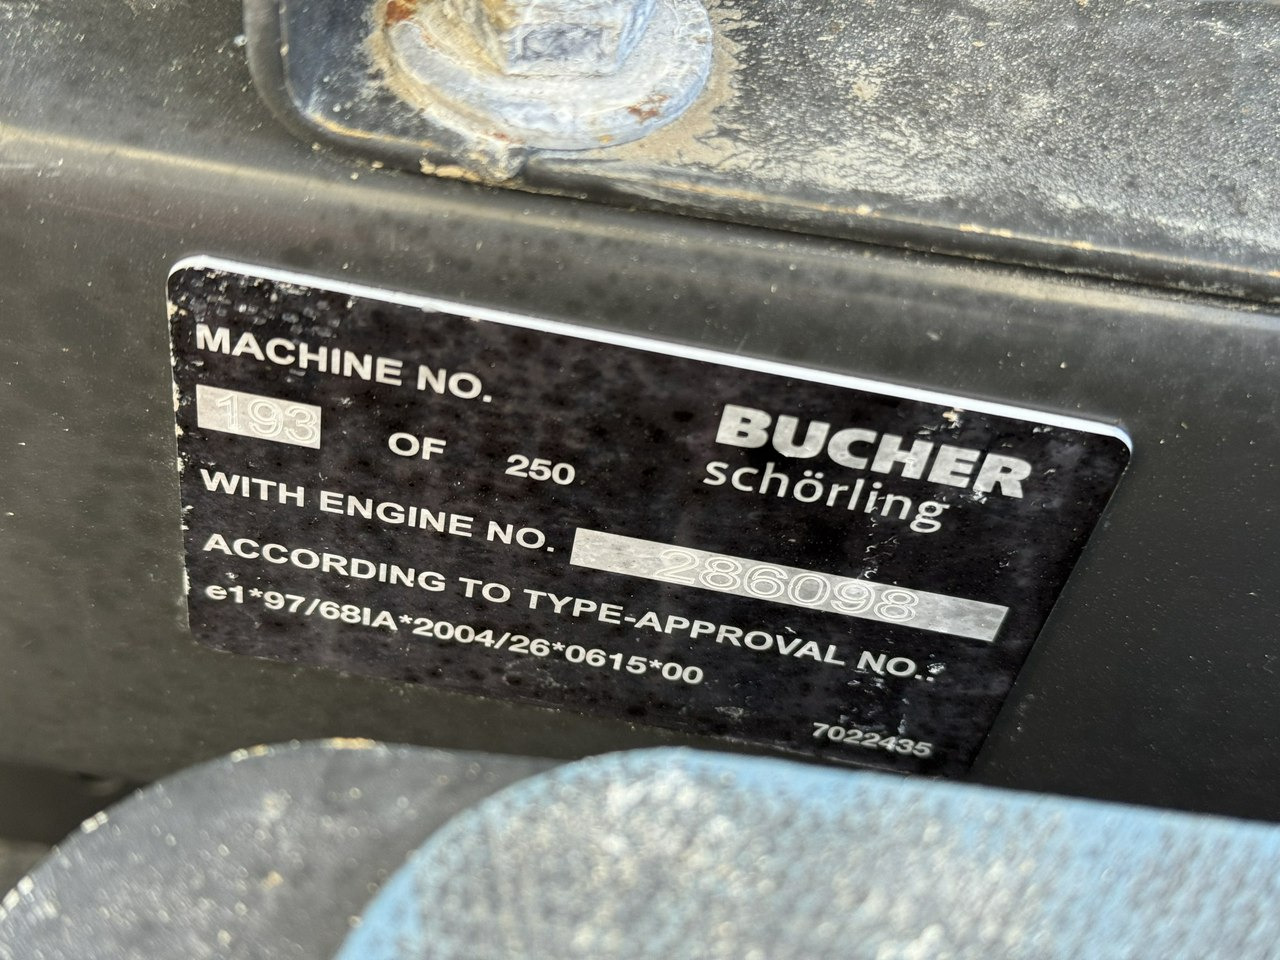 MACHINE NO.
193 OF 250
BUCHER
schörling
WITH ENGINE NO. 286098
ACCORDING TO TYPE-APPROVAL NO.:
e1*97/68IA*2004/26*0615*00
7022435